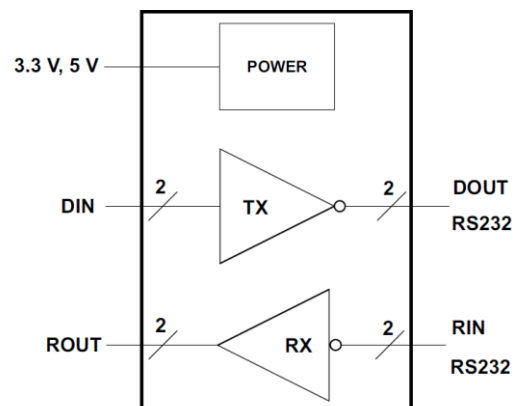 3.3 V, 5 V
POWER
DIN
2
TX
2
DOUT
RS232
ROUT
2
RX
2
RIN
RS232